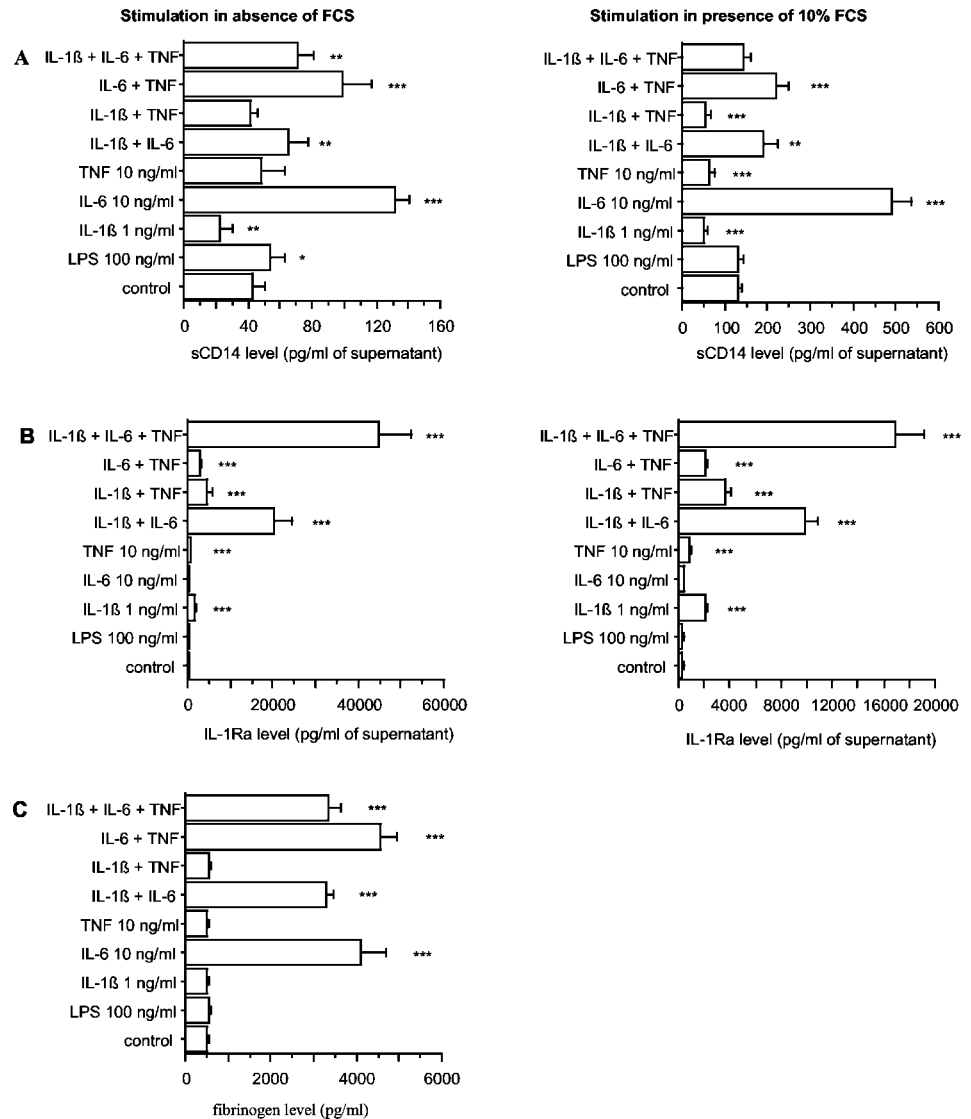 Stimulation in absence of FCS
Stimulation in presence of 10% FCS
A
IL-1ß + IL-6 + TNF
**
IL-6 + TNF
***
IL-1ß + TNF
IL-1ß + IL-6
**
TNF 10 ng/ml
IL-6 10 ng/ml
***
IL-1ß 1 ng/ml
**
LPS 100 ng/ml
*
control
0 40 80 120 160
sCD14 level (pg/ml of supernatant)
IL-1ß + IL-6 + TNF
IL-6 + TNF
***
IL-1ß + TNF
***
IL-1ß + IL-6
**
TNF 10 ng/ml
***
IL-6 10 ng/ml
***
IL-1ß 1 ng/ml
***
LPS 100 ng/ml
control
0 100 200 300 400 500 600
sCD14 level (pg/ml of supernatant)
B
IL-1ß + IL-6 + TNF
***
IL-6 + TNF
***
IL-1ß + TNF
***
IL-1ß + IL-6
***
TNF 10 ng/ml
***
IL-6 10 ng/ml
IL-1ß 1 ng/ml
***
LPS 100 ng/ml
control
0 20000 40000 60000
IL-1Ra level (pg/ml of supernatant)
IL-1ß + IL-6 + TNF
***
IL-6 + TNF
***
IL-1ß + TNF
***
IL-1ß + IL-6
***
TNF 10 ng/ml
***
IL-6 10 ng/ml
IL-1ß 1 ng/ml
***
LPS 100 ng/ml
control
0 4000 8000 12000 16000 20000
IL-1Ra level (pg/ml of supernatant)
C
IL-1ß + IL-6 + TNF
***
IL-6 + TNF
***
IL-1ß + TNF
IL-1ß + IL-6
***
TNF 10 ng/ml
IL-6 10 ng/ml
***
IL-1ß 1 ng/ml
LPS 100 ng/ml
control
0 2000 4000 6000
fibrinogen level (pg/ml)